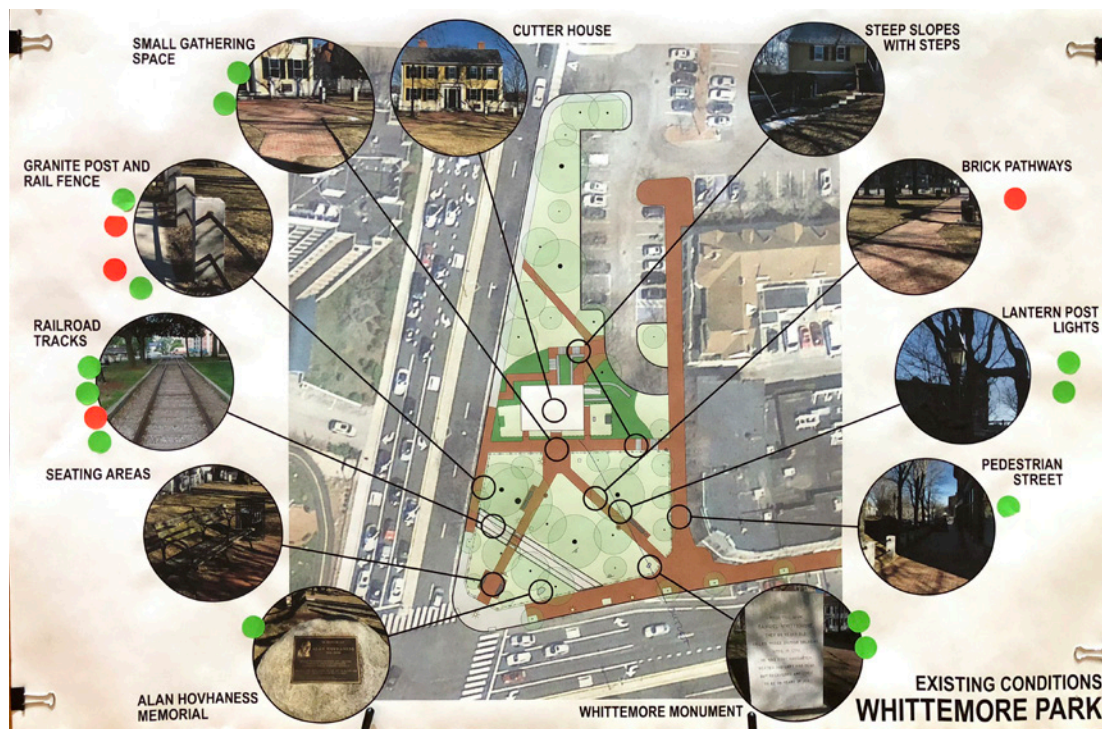 SMALL GATHERING
SPACE
CUTTER HOUSE
STEEP SLOPES
WITH STEPS
GRANITE POST AND
RAIL FENCE
BRICK PATHWAYS
RAILROAD
TRACKS
LANTERN POST
LIGHTS
SEATING AREAS
PEDESTRIAN
STREET
ALAN HOVHANESS
MEMORIAL
WHITTEMORE MONUMENT
EXISTING CONDITIONS
WHITTEMORE PARK